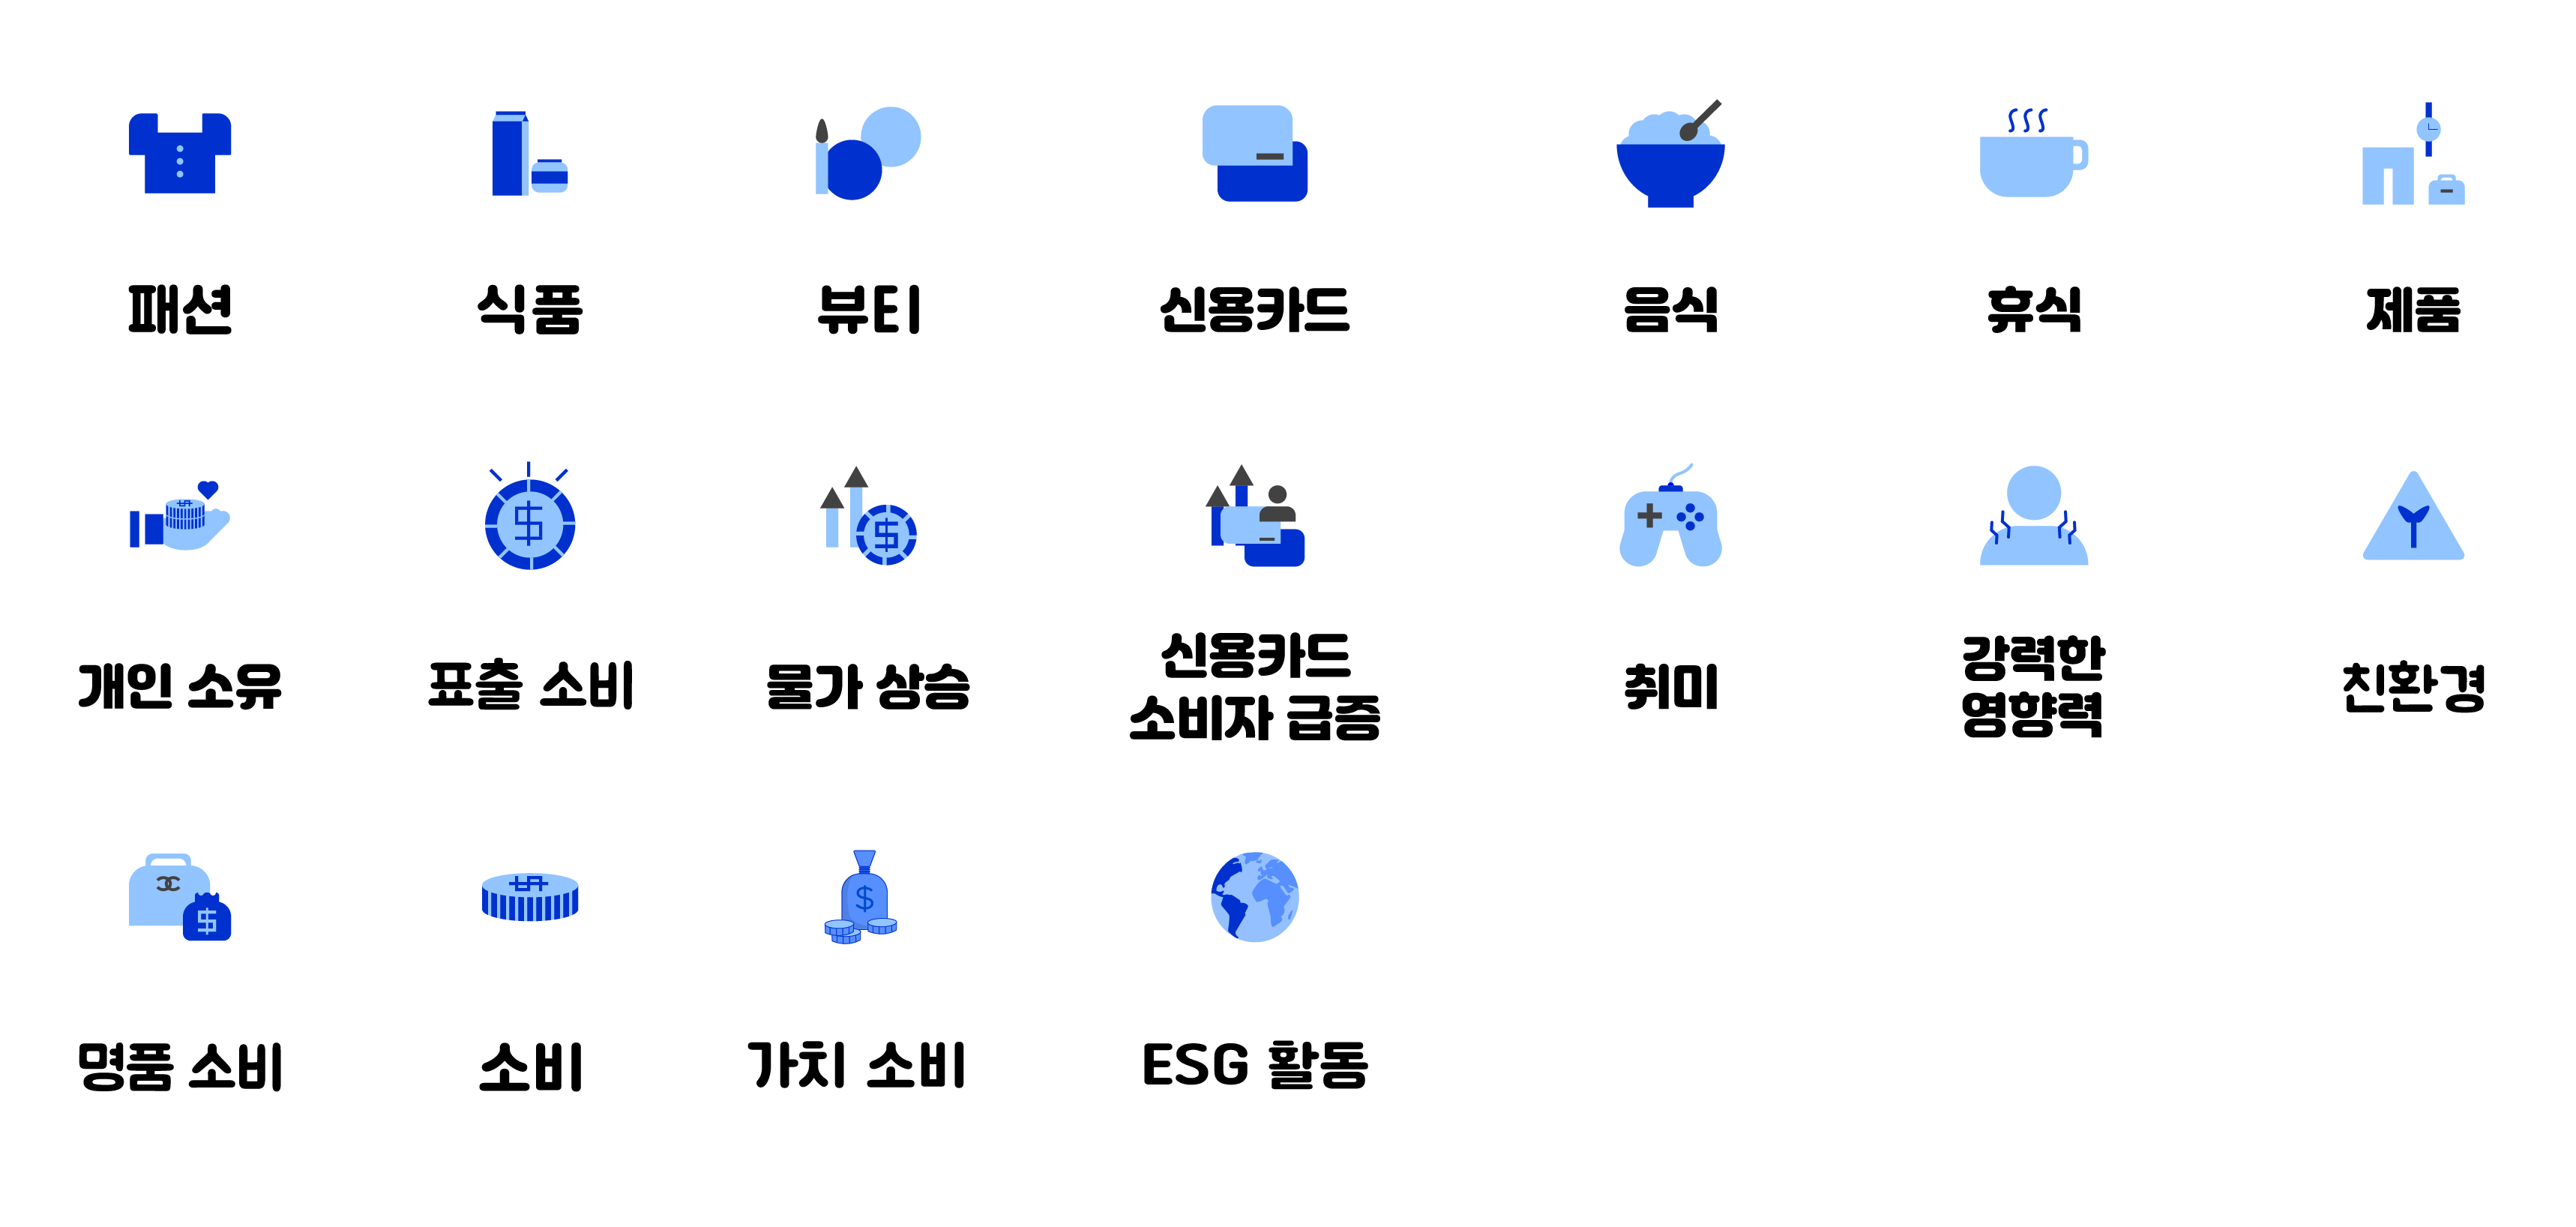 패션
식품
뷰티
신용카드
음식
휴식
제품
개인 소유
표출 소비
물가 상승
신용카드
소비자 급증
취미
강력한
영향력
친환경
명품 소비
소비
가치 소비
ESG 활동